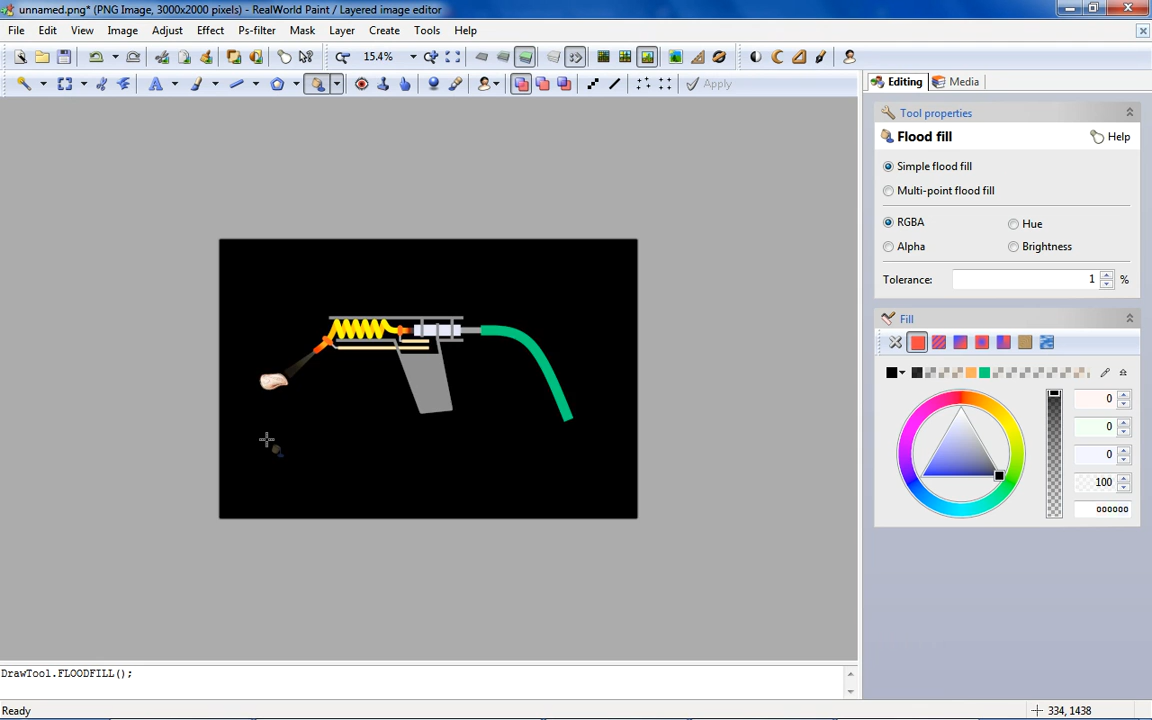 unnamed.png* (PNG Image, 3000x2000 pixels) - RealWorld Paint / Layered image editor
File Edit View Image Adjust Effect Ps-filter Mask Layer Create Tools Help
15.4%
Apply
Editing Media
Tool properties
Flood fill Help
Simple flood fill
Multi-point flood fill
RGBA Hue
Alpha Brightness
Tolerance: 1 %
Fill
0
0
0
100
000000
DrawTool.FLOODFILL();
Ready 334, 1438